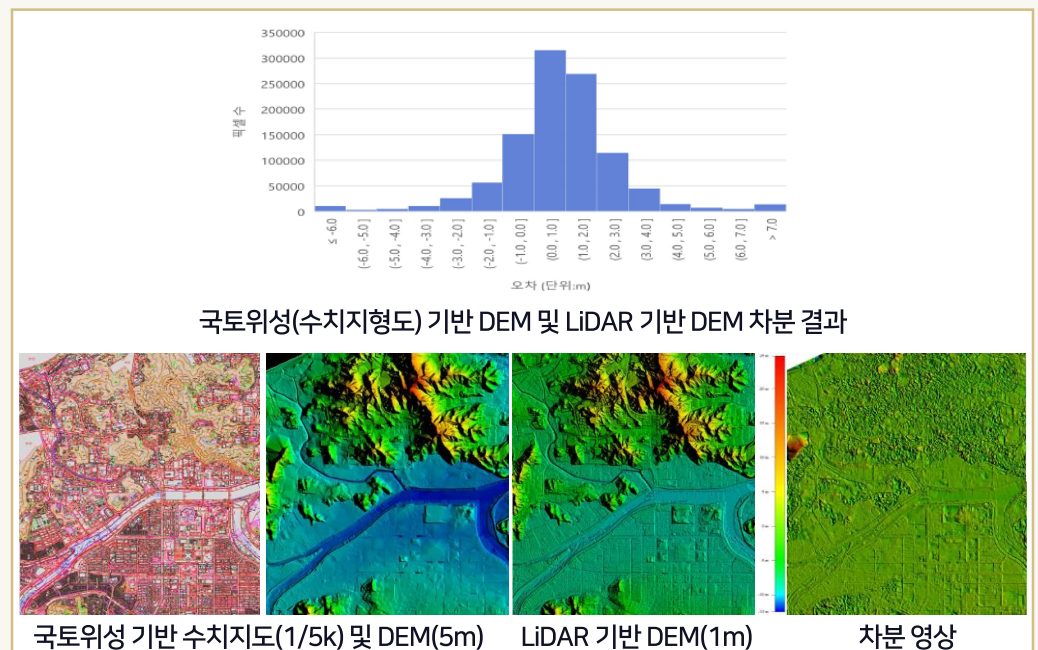 350000
300000
250000
200000
150000
100000
50000
0
픽셀 수
≤ -6.0
(-6.0 , -5.0 ]
(-5.0 , -4.0 ]
(-4.0 , -3.0 ]
(-3.0 , -2.0 ]
(-2.0 , -1.0 ]
(-1.0 , 0.0 ]
(0.0 , 1.0 ]
(1.0 , 2.0 ]
(2.0 , 3.0 ]
(3.0 , 4.0 ]
(4.0 , 5.0 ]
(5.0 , 6.0 ]
(6.0 , 7.0 ]
> 7.0
오차 (단위:m)
국토위성(수치지형도) 기반 DEM 및 LiDAR 기반 DEM 차분 결과
국토위성 기반 수치지도(1/5k) 및 DEM(5m)
LiDAR 기반 DEM(1m)
차분 영상